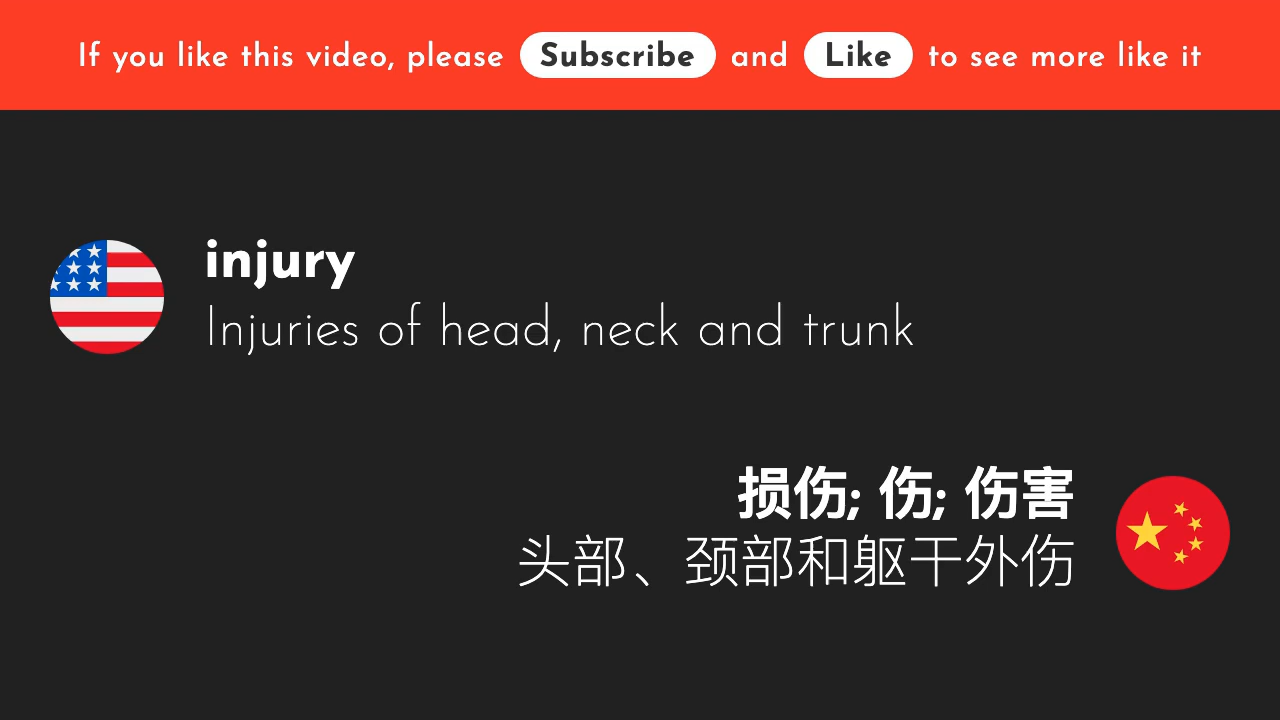 If you like this video, please Subscribe and Like to see more like it
injury
Injuries of head, neck and trunk
损伤; 伤; 伤害
头部、颈部和躯干外伤